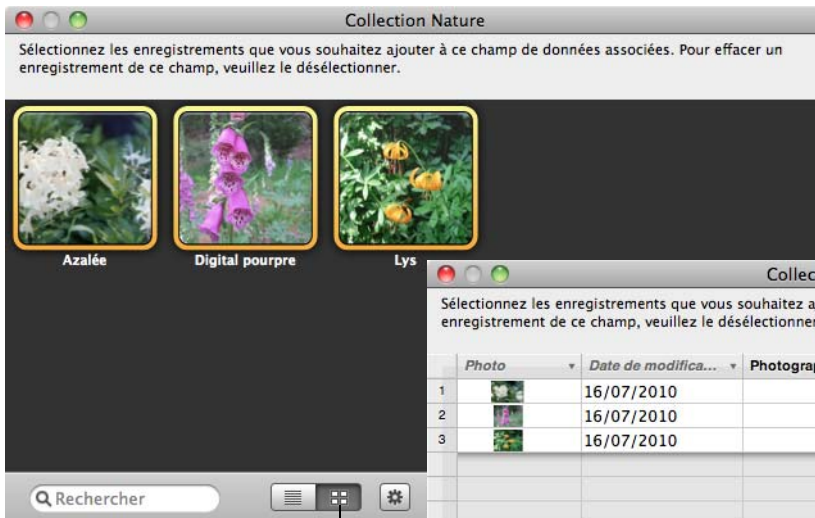 Collection Nature
Sélectionnez les enregistrements que vous souhaitez ajouter à ce champ de données associées. Pour effacer un
enregistrement de ce champ, veuillez le désélectionner.
Azalée
Digital pourpre
Lys
Rechercher
Collec
Sélectionnez les enregistrements que vous souhaitez a
enregistrement de ce champ, veuillez le désélectionner
Photo
Date de modifica...
Photogra
1 16/07/2010
2 16/07/2010
3 16/07/2010